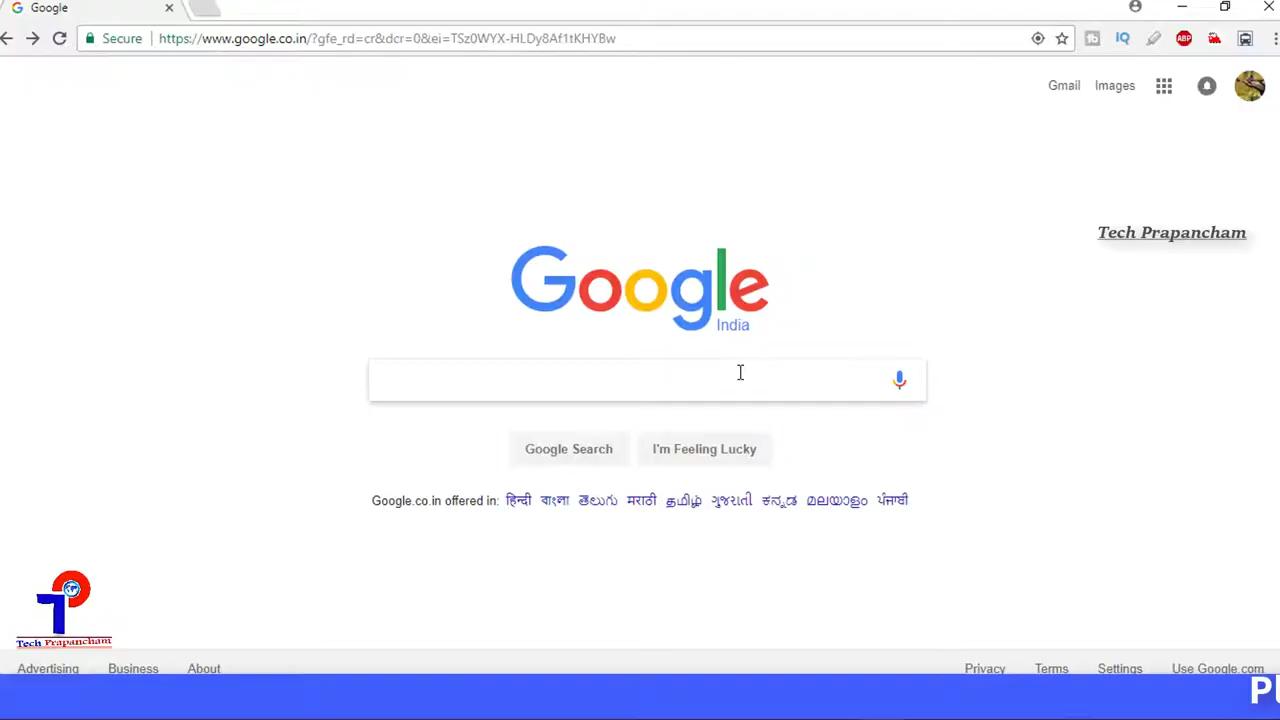 Google
Secure
https://www.google.co.in/?gfe_rd=cr&dcr=0&ei=TSz0WYX-HLDy8Af1tKHYBw
Gmail Images
Tech Prapancham
Google
India
Google Search I'm Feeling Lucky
Google.co.in offered in: हिन्दी বাংলা తెలుగు मराठी தமிழ் ગુજરાતી ಕನ್ನಡ മലയാളം ਪੰਜਾਬੀ
Tech Prapancham
Advertising Business About Privacy Terms Settings Use Google.com